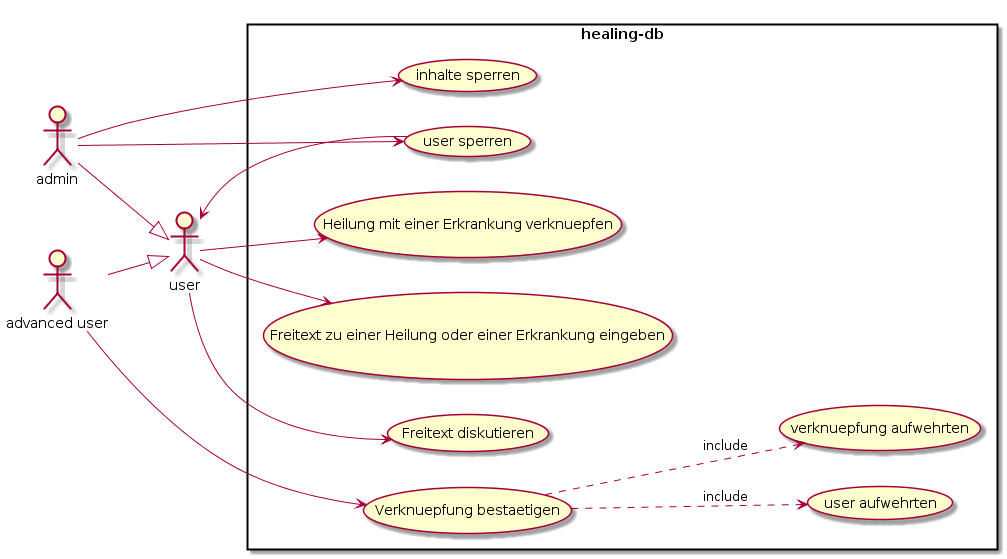 healing-db
inhalte sperren
user sperren
admin
Heilung mit einer Erkrankung verknuepfen
user
advanced user
Freitext zu einer Heilung oder einer Erkrankung eingeben
Freitext diskutieren
verknuepfung aufwehrten
include
Verknuepfung bestaetigen
include
user aufwehrten